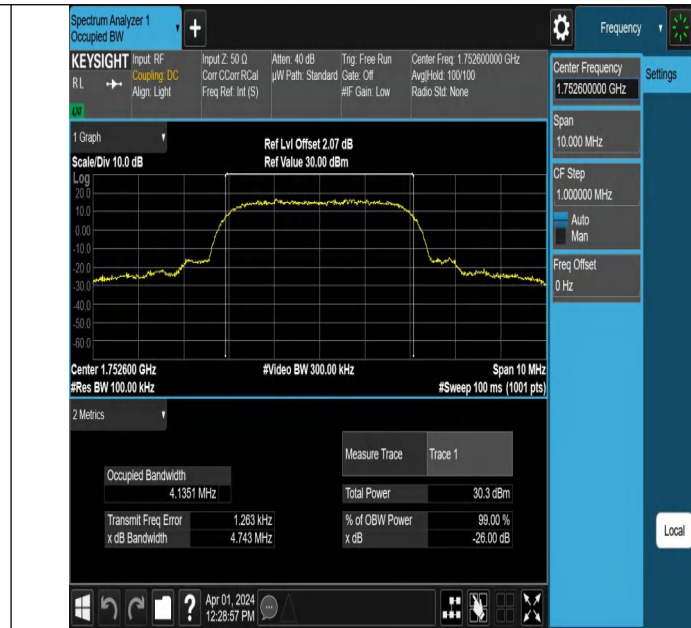 Spectrum Analyzer 1
Occupied BW
Frequency
KEYSIGHT
RL
Input: RF
Coupling: DC
Align: Light
Input Z: 50 Ω
Corr CCorr RCal
Freq Ref: Int (S)
Atten: 40 dB
µW Path: Standard
Trig: Free Run
Gate: Off
#IF Gain: Low
Center Freq: 1.752600000 GHz
Avg|Hold: 100/100
Radio Std: None
LXI
Center Frequency
1.752600000 GHz
Settings
Span
10.000 MHz
CF Step
1.000000 MHz
Auto
Man
Freq Offset
0 Hz
1 Graph
Scale/Div 10.0 dB
Ref Lvl Offset 2.07 dB
Ref Value 30.00 dBm
Log
20.0
10.0
0.00
-10.0
-20.0
-30.0
-40.0
-50.0
-60.0
Center 1.752600 GHz
#Video BW 300.00 kHz
Span 10 MHz
#Res BW 100.00 kHz
#Sweep 100 ms (1001 pts)
2 Metrics
Occupied Bandwidth
4.1351 MHz
Transmit Freq Error 1.263 kHz
x dB Bandwidth 4.743 MHz
Measure Trace Trace 1
Total Power 30.3 dBm
% of OBW Power 99.00 %
x dB -26.00 dB
Local
?
Apr 01, 2024
12:28:57 PM